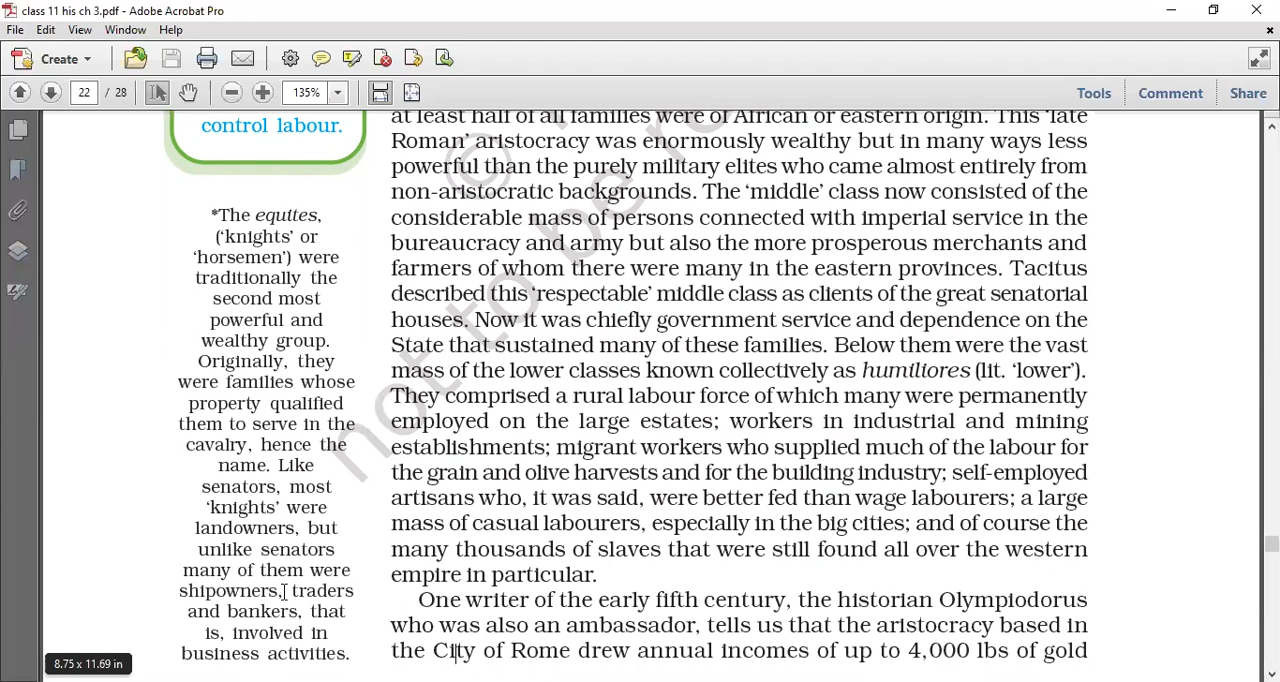 class 11 his ch 3.pdf - Adobe Acrobat Pro
File Edit View Window Help
Create
22 / 28 135% Tools Comment Share
control labour.
*The equites,
('knights' or
'horsemen') were
traditionally the
second most
powerful and
wealthy group.
Originally, they
were families whose
property qualified
them to serve in the
cavalry, hence the
name. Like
senators, most
'knights' were
landowners, but
unlike senators
many of them were
shipowners, traders
and bankers, that
is, involved in
business activities.
8.75 x 11.69 in
at least half of all families were of African or eastern origin. This 'late
Roman' aristocracy was enormously wealthy but in many ways less
powerful than the purely military elites who came almost entirely from
non-aristocratic backgrounds. The 'middle' class now consisted of the
considerable mass of persons connected with imperial service in the
bureaucracy and army but also the more prosperous merchants and
farmers of whom there were many in the eastern provinces. Tacitus
described this 'respectable' middle class as clients of the great senatorial
houses. Now it was chiefly government service and dependence on the
State that sustained many of these families. Below them were the vast
mass of the lower classes known collectively as humiliores (lit. 'lower').
They comprised a rural labour force of which many were permanently
employed on the large estates; workers in industrial and mining
establishments; migrant workers who supplied much of the labour for
the grain and olive harvests and for the building industry; self-employed
artisans who, it was said, were better fed than wage labourers; a large
mass of casual labourers, especially in the big cities; and of course the
many thousands of slaves that were still found all over the western
empire in particular.
One writer of the early fifth century, the historian Olympiodorus
who was also an ambassador, tells us that the aristocracy based in
the City of Rome drew annual incomes of up to 4,000 lbs of gold
not to be re